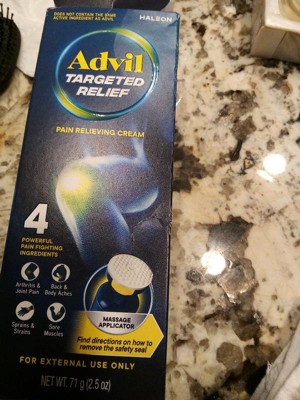 DOES NOT CONTAIN THE SAME
ACTIVE INGREDIENT AS ADVIL
HALEON
Advil
TARGETED
RELIEF
PAIN RELIEVING CREAM
4
POWERFUL
PAIN FIGHTING
INGREDIENTS
Arthritis &
Joint Pain
Back &
Body Aches
Sprains &
Strains
Sore
Muscles
MASSAGE
APPLICATOR
Find directions on how to
remove the safety seal
FOR EXTERNAL USE ONLY
NET WT. 71 g (2.5 oz)